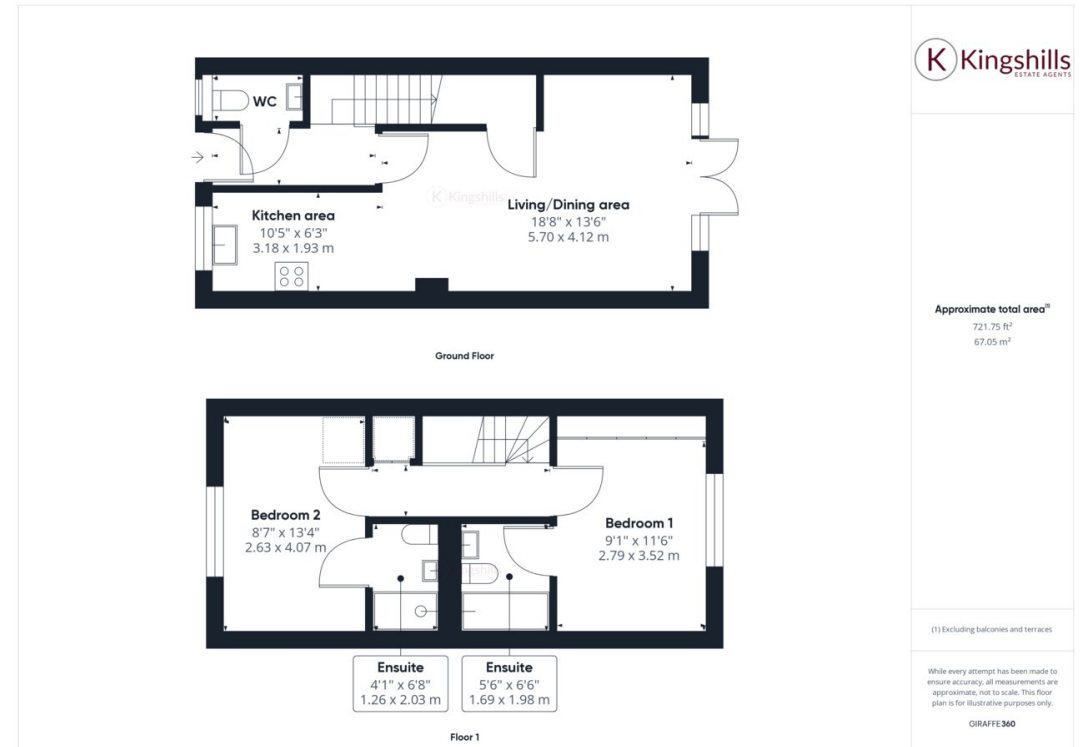 WC
Kitchen area
10'5" x 6'3"
3.18 x 1.93 m
K Kingshills
Living/Dining area
18'8" x 13'6"
5.70 x 4.12 m
Ground Floor
Bedroom 2
8'7" x 13'4"
2.63 x 4.07 m
Bedroom 1
9'1" x 11'6"
2.79 x 3.52 m
Ensuite
4'1" x 6'8"
1.26 x 2.03 m
Ensuite
5'6" x 6'6"
1.69 x 1.98 m
Floor 1
K Kingshills
ESTATE AGENTS
Approximate total area(1)
721.75 ft²
67.05 m²
(1) Excluding balconies and terraces
While every attempt has been made to
ensure accuracy, all measurements are
approximate, not to scale. This floor
plan is for illustrative purposes only.
GIRAFFE360